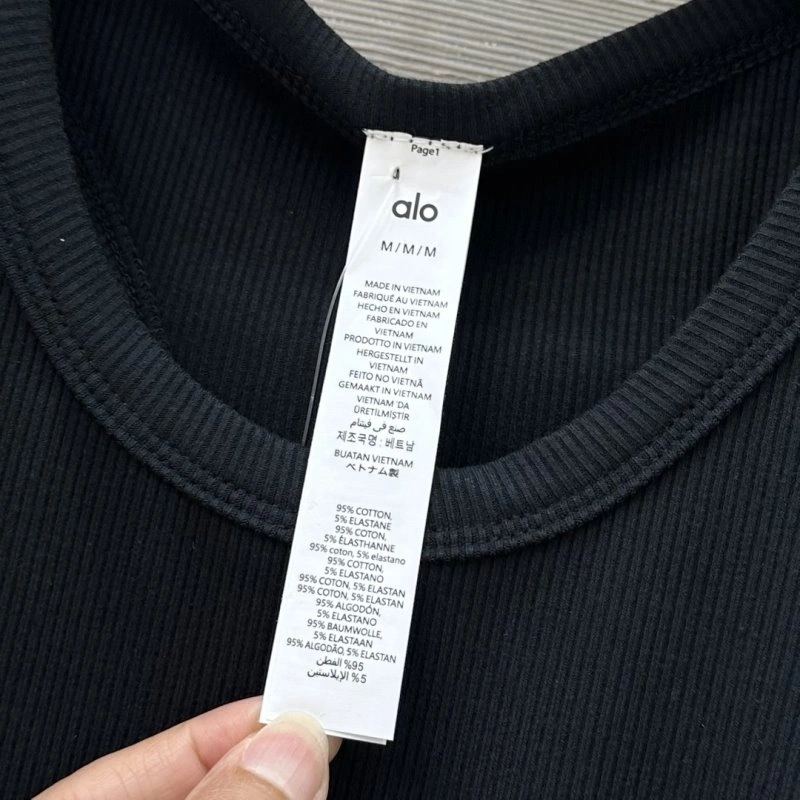 Page1
alo
M/M/M
MADE IN VIETNAM
FABRIQUÉ AU VIETNAM
HECHO EN VIETNAM
FABRICADO EN
VIETNAM
PRODOTTO IN VIETNAM
HERGESTELLT IN
VIETNAM
FEITO NO VIETNÃ
GEMAAKT IN VIETNAM
VIETNAM 'DA
ÜRETILMIŞTIR
صنع في فيتنام
제조국명 : 베트남
BUATAN VIETNAM
ベトナム製
95% COTTON,
5% ELASTANE
95% COTON,
5% ÉLASTHANNE
95% coton, 5% elastano
95% COTTON,
5% ELASTANO
95% COTON, 5% ELASTAN
95% COTON, 5% ELASTAN
95% ALGODÓN,
5% ELASTANO
95% BAUMWOLLE,
5% ELASTAAN
95% ALGODÃO, 5% ELASTAN
95% القطن
5% الإيلاستين